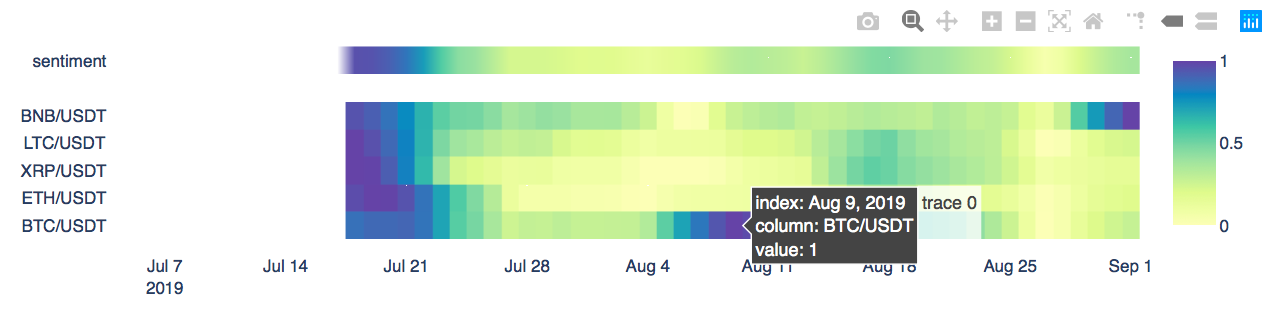 sentiment
BNB/USDT
LTC/USDT
XRP/USDT
ETH/USDT
BTC/USDT
1
0.5
0
index: Aug 9, 2019
column: BTC/USDT
value: 1
trace 0
Jul 7
2019
Jul 14
Jul 21
Jul 28
Aug 4
Aug 11
Aug 18
Aug 25
Sep 1